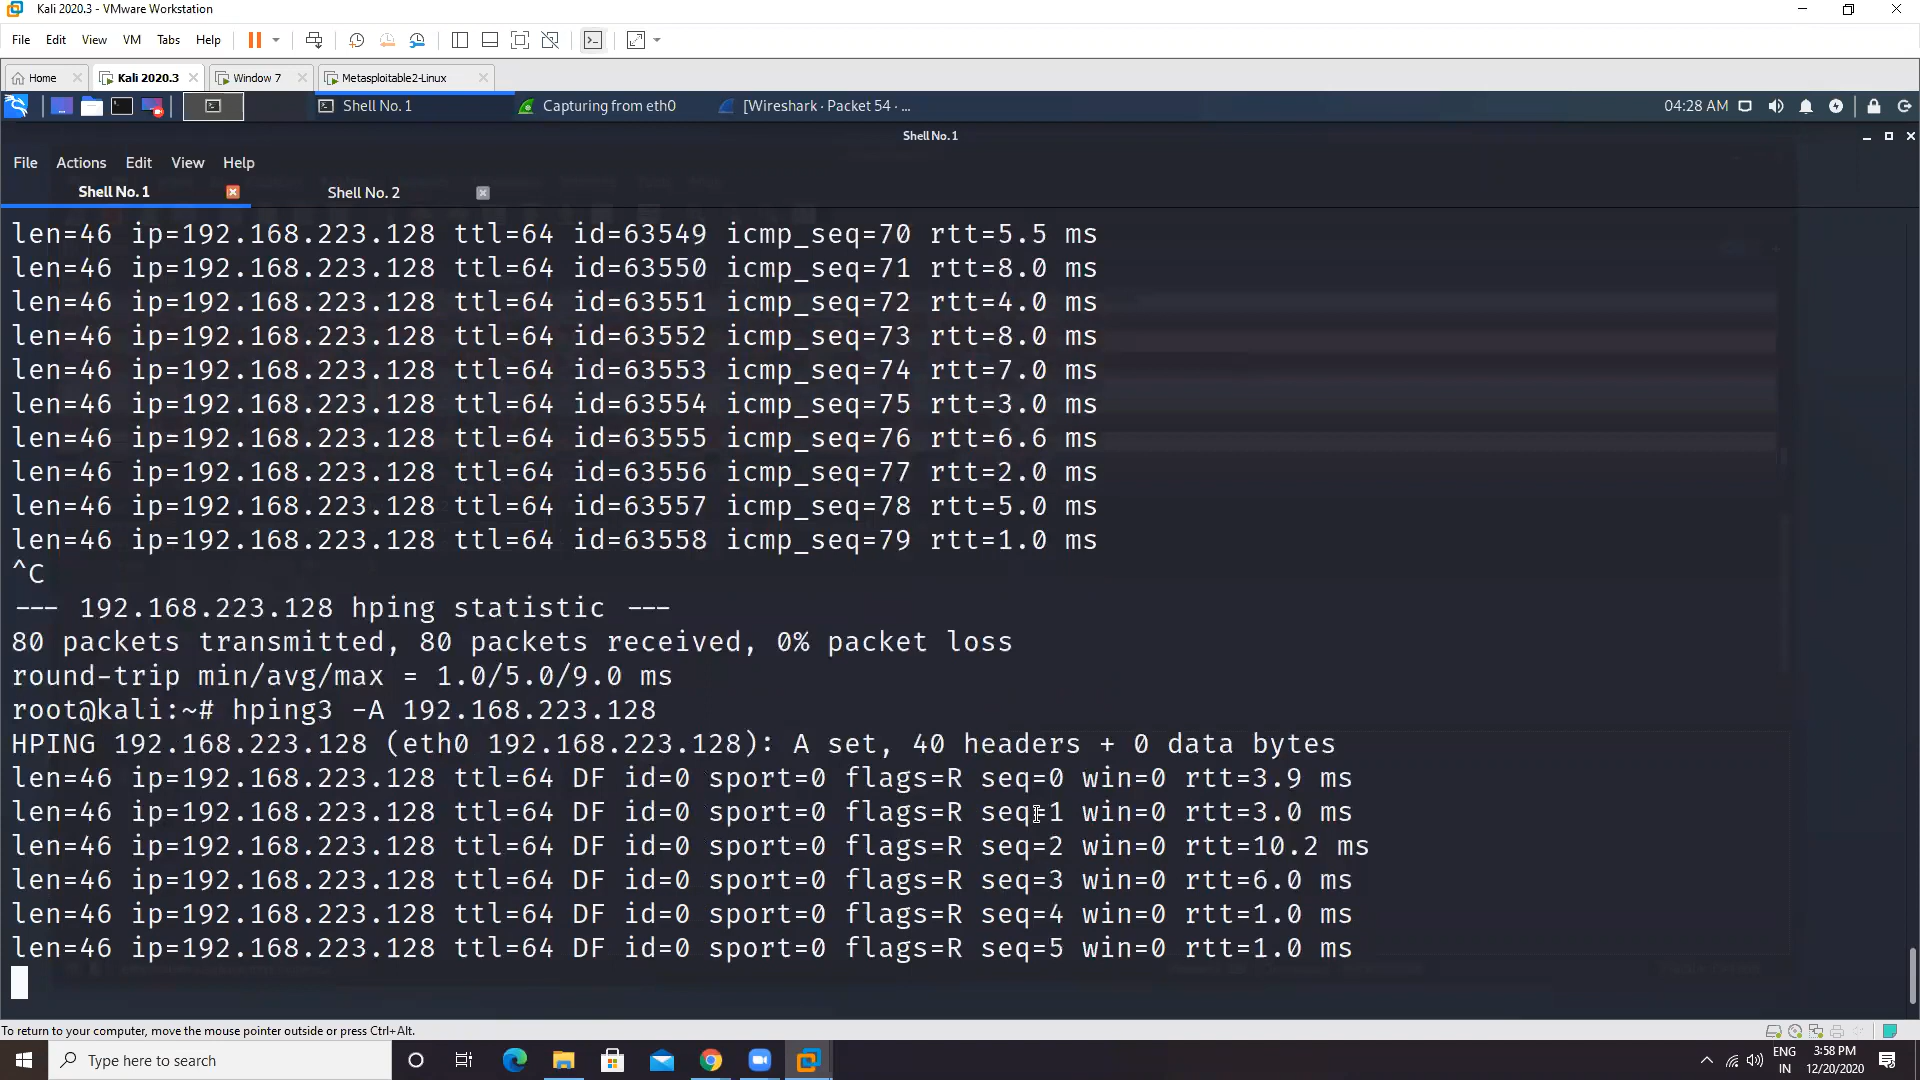 Kali 2020.3 - VMware Workstation
File Edit View VM Tabs Help
Home Kali 2020.3 Window 7 Metasploitable2-Linux
Shell No. 1 Capturing from eth0 [Wireshark · Packet 54 · ... 04:28 AM
Shell No. 1
File Actions Edit View Help
Shell No. 1 Shell No. 2
len=46 ip=192.168.223.128 ttl=64 id=63549 icmp_seq=70 rtt=5.5 ms
len=46 ip=192.168.223.128 ttl=64 id=63550 icmp_seq=71 rtt=8.0 ms
len=46 ip=192.168.223.128 ttl=64 id=63551 icmp_seq=72 rtt=4.0 ms
len=46 ip=192.168.223.128 ttl=64 id=63552 icmp_seq=73 rtt=8.0 ms
len=46 ip=192.168.223.128 ttl=64 id=63553 icmp_seq=74 rtt=7.0 ms
len=46 ip=192.168.223.128 ttl=64 id=63554 icmp_seq=75 rtt=3.0 ms
len=46 ip=192.168.223.128 ttl=64 id=63555 icmp_seq=76 rtt=6.6 ms
len=46 ip=192.168.223.128 ttl=64 id=63556 icmp_seq=77 rtt=2.0 ms
len=46 ip=192.168.223.128 ttl=64 id=63557 icmp_seq=78 rtt=5.0 ms
len=46 ip=192.168.223.128 ttl=64 id=63558 icmp_seq=79 rtt=1.0 ms
^C
--- 192.168.223.128 hping statistic ---
80 packets transmitted, 80 packets received, 0% packet loss
round-trip min/avg/max = 1.0/5.0/9.0 ms
root@kali:~# hping3 -A 192.168.223.128
HPING 192.168.223.128 (eth0 192.168.223.128): A set, 40 headers + 0 data bytes
len=46 ip=192.168.223.128 ttl=64 DF id=0 sport=0 flags=R seq=0 win=0 rtt=3.9 ms
len=46 ip=192.168.223.128 ttl=64 DF id=0 sport=0 flags=R seq=1 win=0 rtt=3.0 ms
len=46 ip=192.168.223.128 ttl=64 DF id=0 sport=0 flags=R seq=2 win=0 rtt=10.2 ms
len=46 ip=192.168.223.128 ttl=64 DF id=0 sport=0 flags=R seq=3 win=0 rtt=6.0 ms
len=46 ip=192.168.223.128 ttl=64 DF id=0 sport=0 flags=R seq=4 win=0 rtt=1.0 ms
len=46 ip=192.168.223.128 ttl=64 DF id=0 sport=0 flags=R seq=5 win=0 rtt=1.0 ms
To return to your computer, move the mouse pointer outside or press Ctrl+Alt.
Type here to search
ENG
IN
3:58 PM
12/20/2020